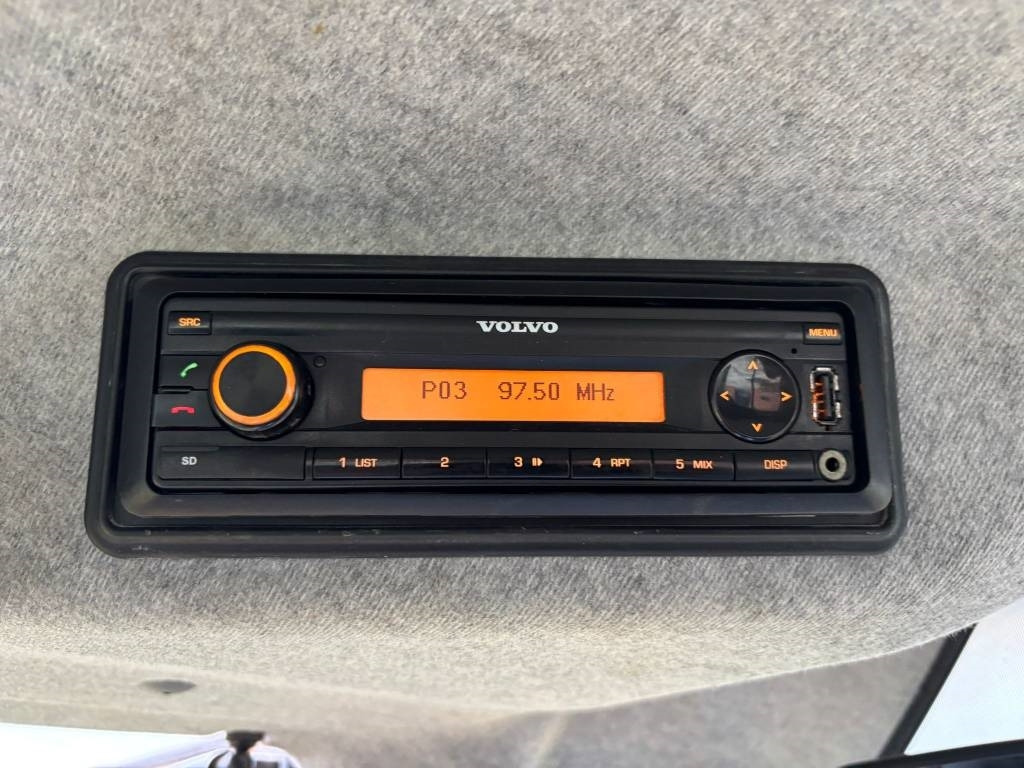 SRC
VOLVO
MENU
P03 97.50 MHz
SD
1 LIST
2
3
4 RPT
5 MIX
DISP